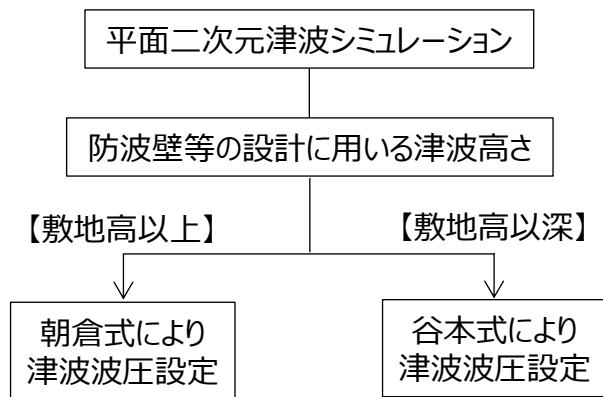 平面二次元津波シミュレーション
防波壁等の設計に用いる津波高さ
【敷地高以上】
【敷地高以深】
朝倉式により
津波波圧設定
谷本式により
津波波圧設定